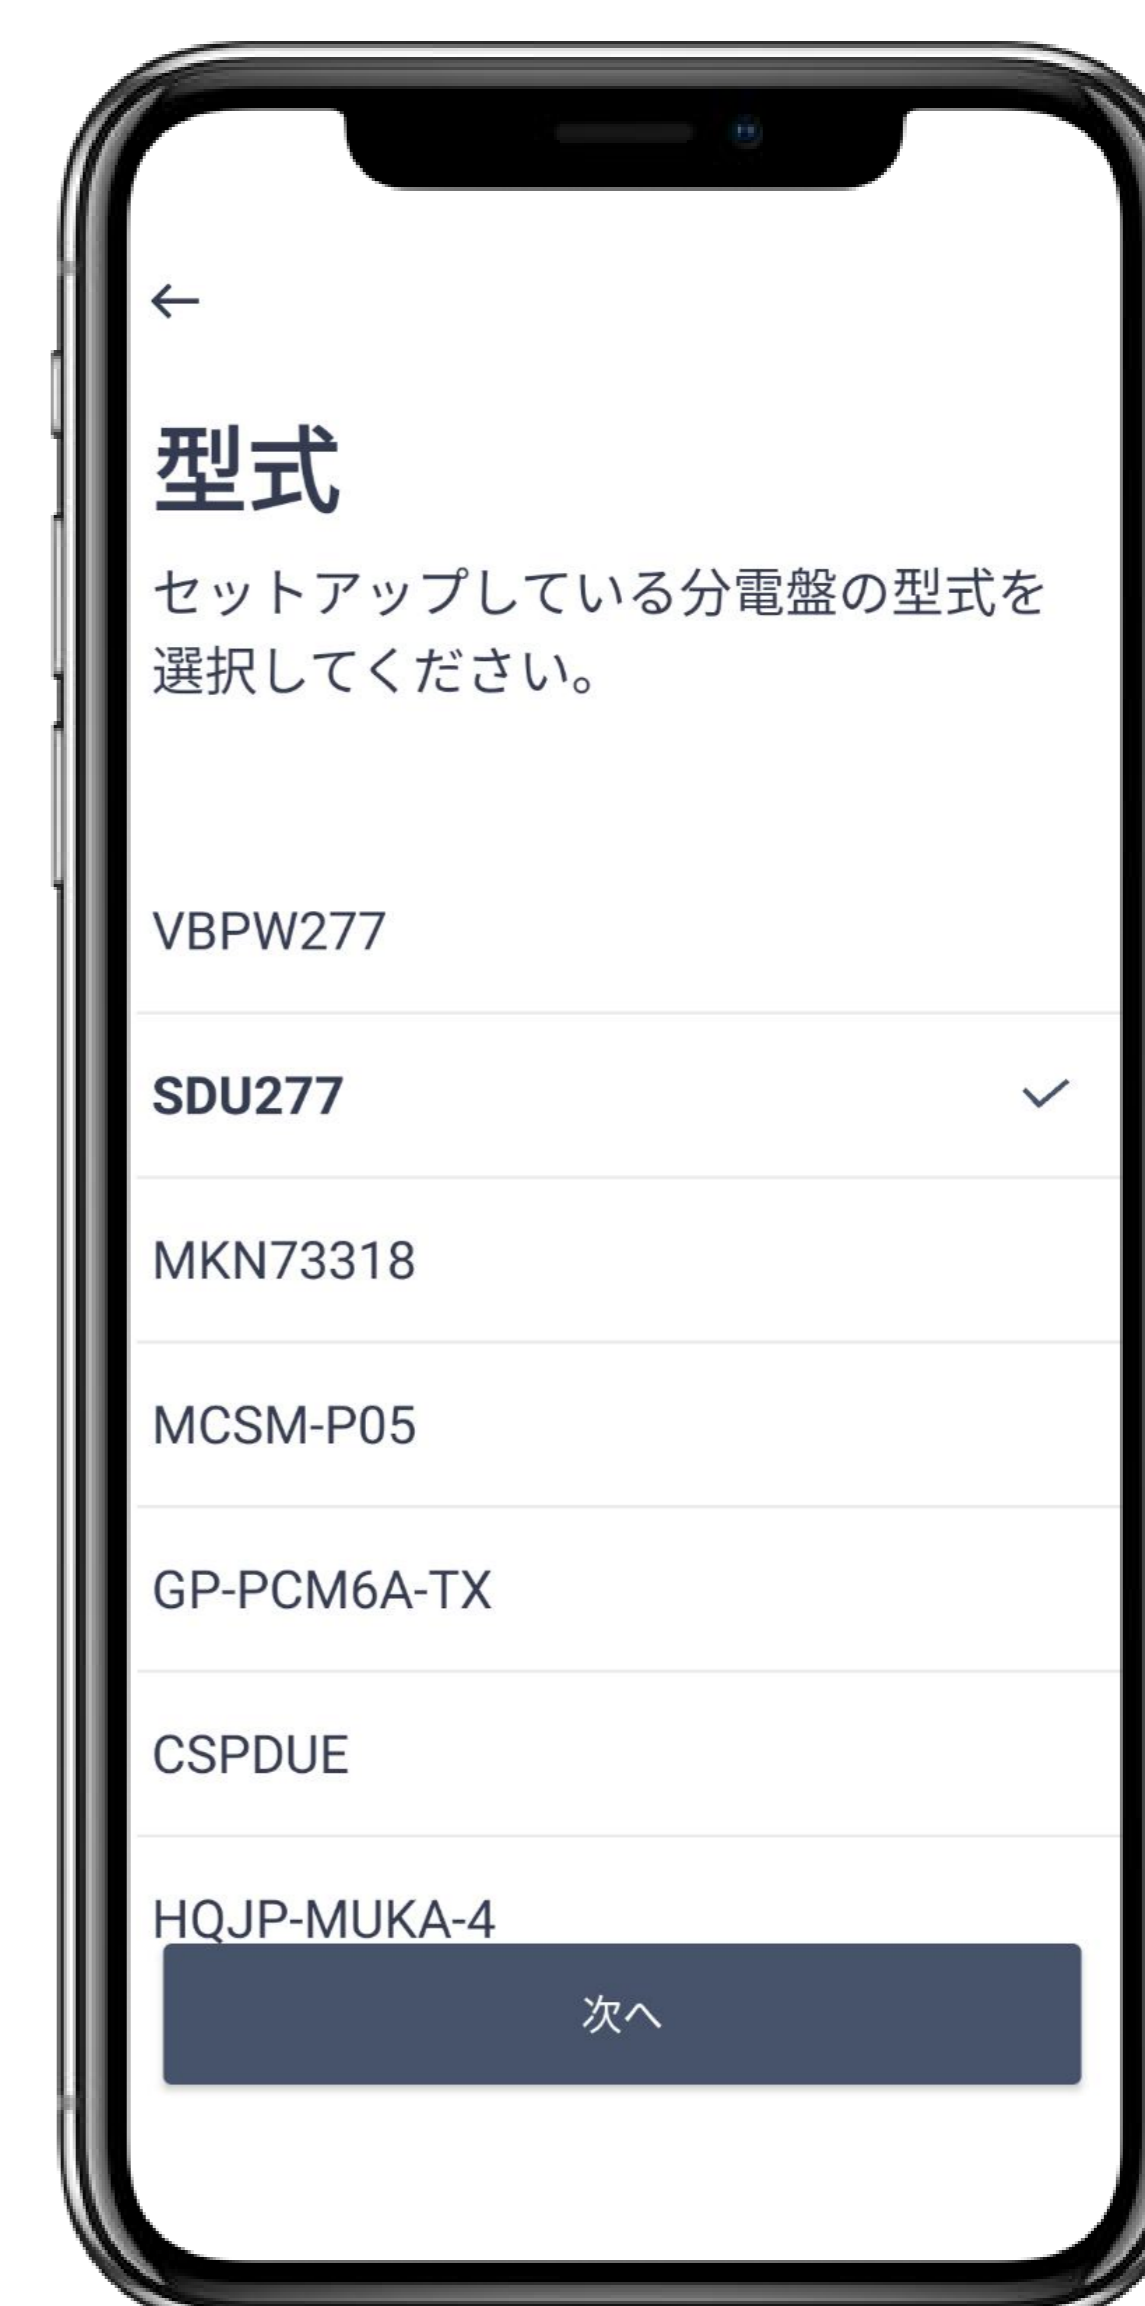 型式
セットアップしている分電盤の型式を
選択してください。
VBPW277
SDU277
MKN73318
MCSM-P05
GP-PCM6A-TX
CSPDUE
HQJP-MUKA-4
次へ